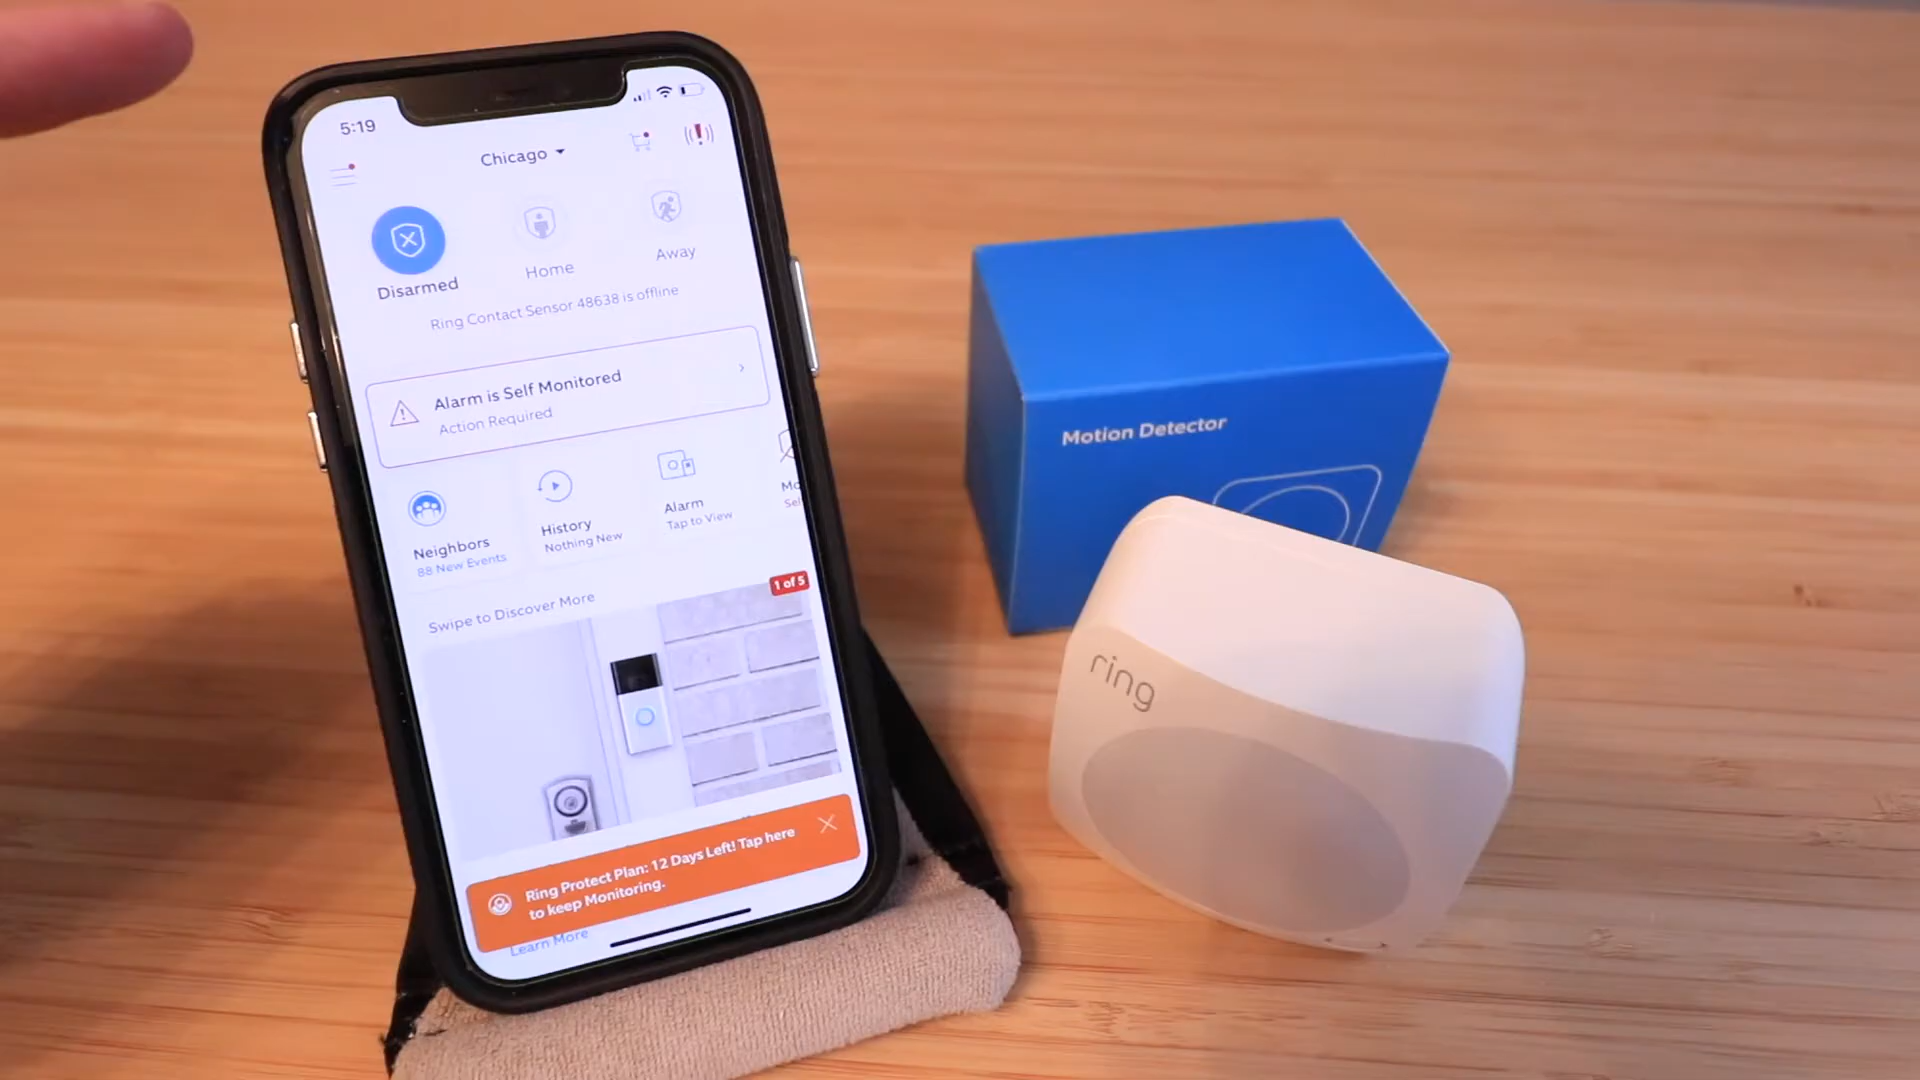 5:19
Chicago
Disarmed
Home
Away
Ring Contact Sensor 48638 is offline
Alarm is Self Monitored
Action Required
Neighbors
88 New Events
History
Nothing New
Alarm
Tap to View
Swipe to Discover More
1 of 5
Ring Protect Plan: 12 Days Left! Tap here
to keep Monitoring.
Learn More
Motion Detector
ring